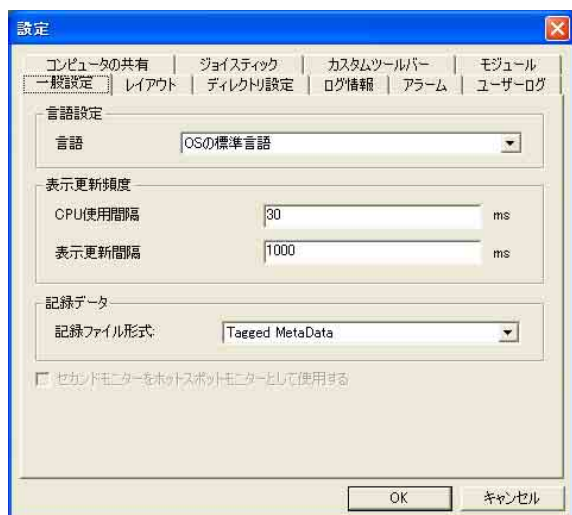 設定
コンピュータの共有 ジョイスティック カスタムツールバー モジュール
一般設定 レイアウト ディレクトリ設定 ログ情報 アラーム ユーザーログ
言語設定
言語 OSの標準言語
表示更新頻度
CPU使用間隔 30 ms
表示更新間隔 1000 ms
記録データ
記録ファイル形式: Tagged MetaData
セカンドモニターをホットスポットモニターとして使用する
OK キャンセル